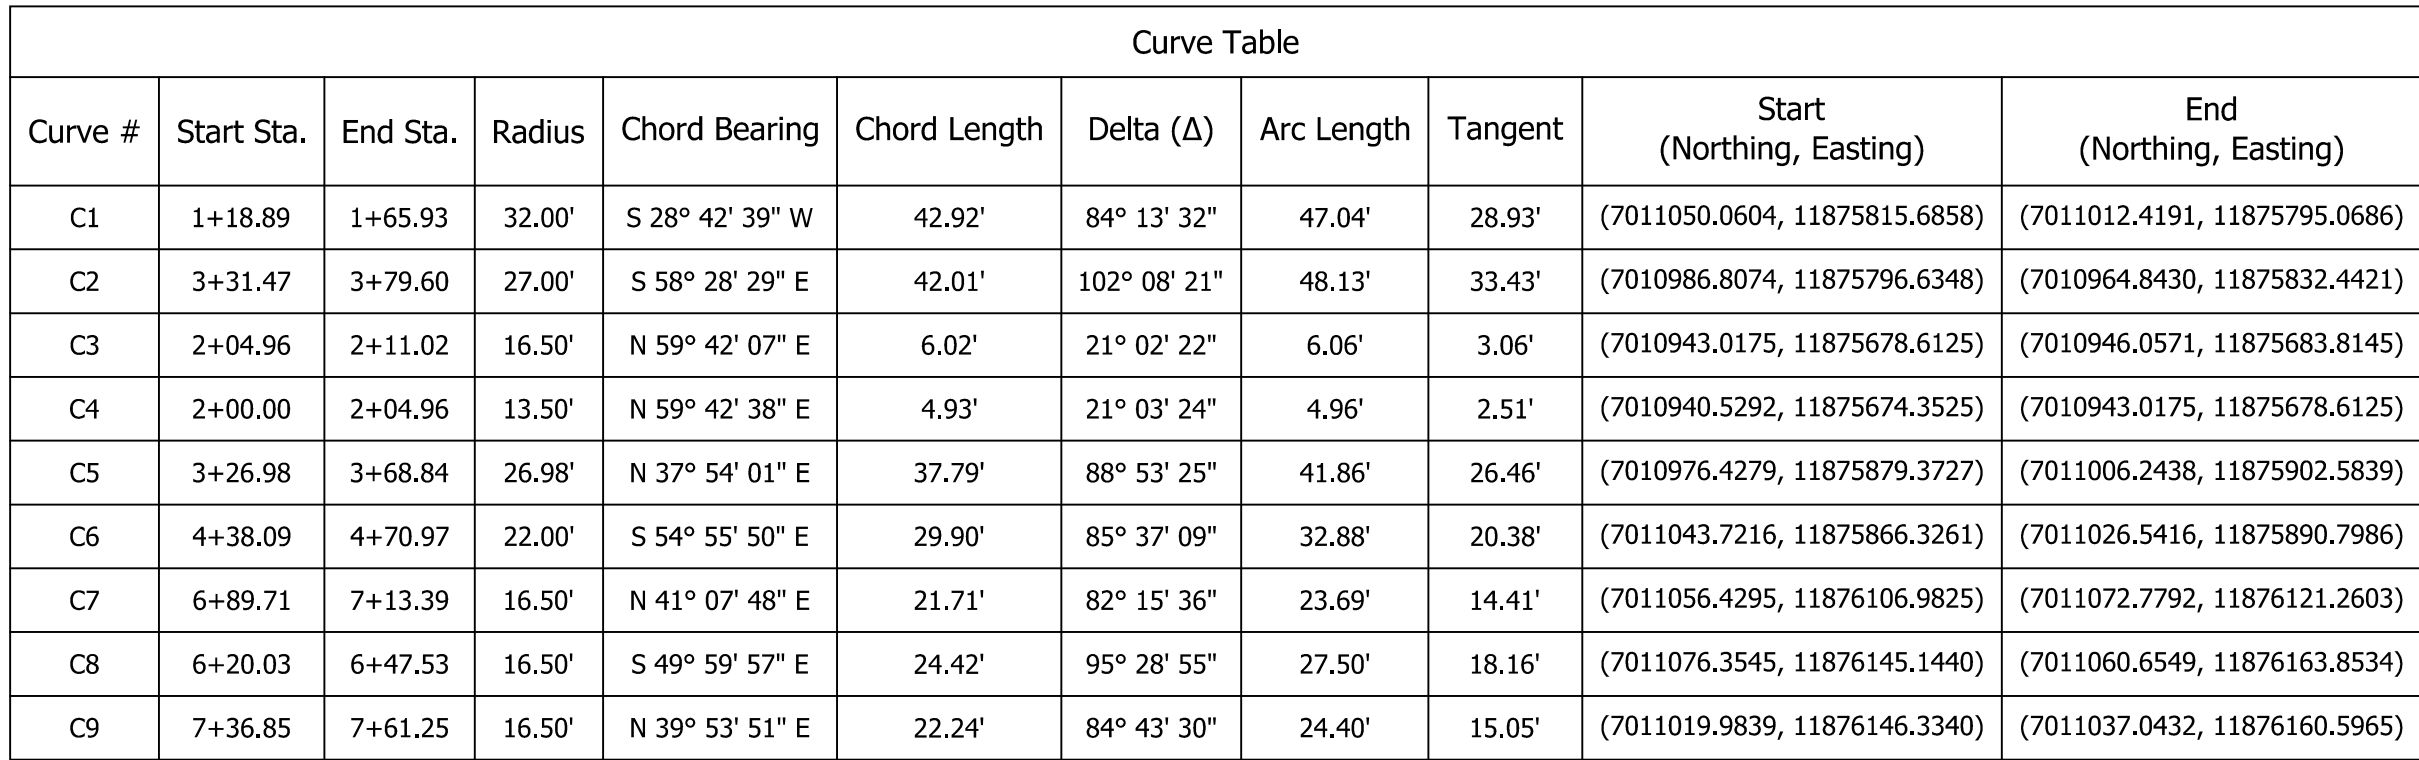 Curve Table
Curve # Start Sta. End Sta. Radius Chord Bearing Chord Length Delta (Δ) Arc Length Tangent Start (Northing, Easting) End (Northing, Easting)
C1 1+18.89 1+65.93 32.00' S 28° 42' 39" W 42.92' 84° 13' 32" 47.04' 28.93' (7011050.0604, 11875815.6858) (7011012.4191, 11875795.0686)
C2 3+31.47 3+79.60 27.00' S 58° 28' 29" E 42.01' 102° 08' 21" 48.13' 33.43' (7010986.8074, 11875796.6348) (7010964.8430, 11875832.4421)
C3 2+04.96 2+11.02 16.50' N 59° 42' 07" E 6.02' 21° 02' 22" 6.06' 3.06' (7010943.0175, 11875678.6125) (7010946.0571, 11875683.8145)
C4 2+00.00 2+04.96 13.50' N 59° 42' 38" E 4.93' 21° 03' 24" 4.96' 2.51' (7010940.5292, 11875674.3525) (7010943.0175, 11875678.6125)
C5 3+26.98 3+68.84 26.98' N 37° 54' 01" E 37.79' 88° 53' 25" 41.86' 26.46' (7010976.4279, 11875879.3727) (7011006.2438, 11875902.5839)
C6 4+38.09 4+70.97 22.00' S 54° 55' 50" E 29.90' 85° 37' 09" 32.88' 20.38' (7011043.7216, 11875866.3261) (7011026.5416, 11875890.7986)
C7 6+89.71 7+13.39 16.50' N 41° 07' 48" E 21.71' 82° 15' 36" 23.69' 14.41' (7011056.4295, 11876106.9825) (7011072.7792, 11876121.2603)
C8 6+20.03 6+47.53 16.50' S 49° 59' 57" E 24.42' 95° 28' 55" 27.50' 18.16' (7011076.3545, 11876145.1440) (7011060.6549, 11876163.8534)
C9 7+36.85 7+61.25 16.50' N 39° 53' 51" E 22.24' 84° 43' 30" 24.40' 15.05' (7011019.9839, 11876146.3340) (7011037.0432, 11876160.5965)